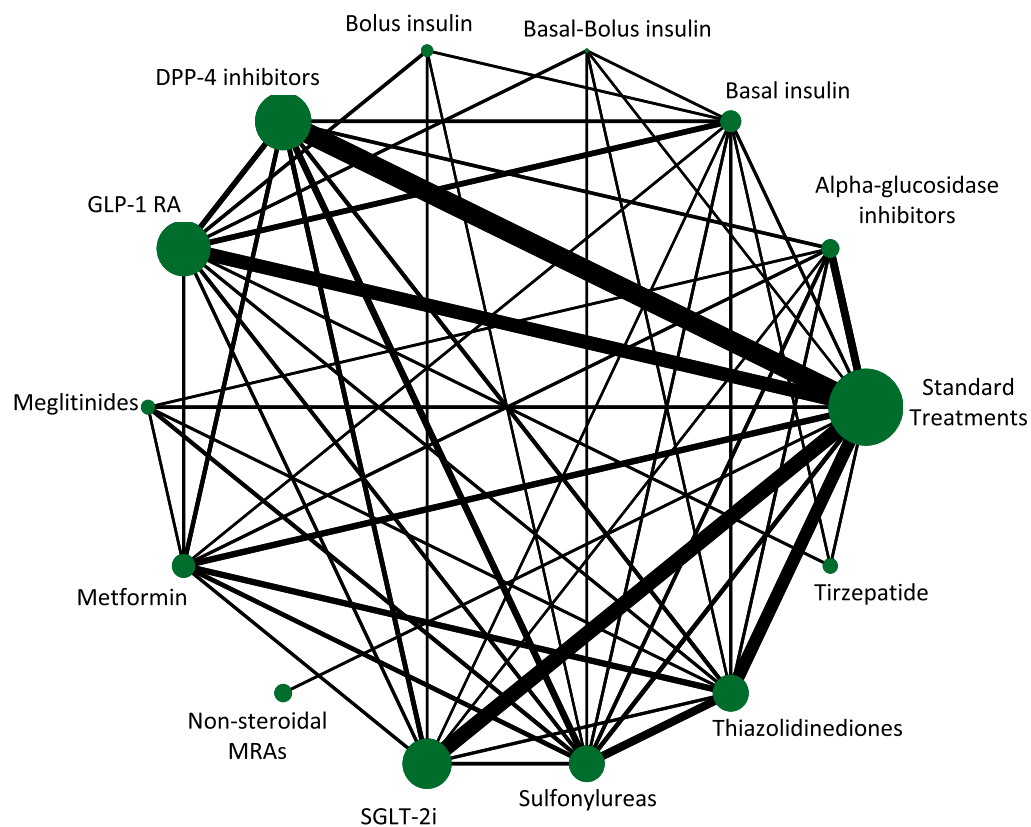 Bolus insulin
Basal-Bolus insulin
DPP-4 inhibitors
Basal insulin
GLP-1 RA
Alpha-glucosidase
inhibitors
Meglitinides
Standard
Treatments
Metformin
Tirzepatide
Non-steroidal
MRAs
Thiazolidinediones
SGLT-2i
Sulfonylureas